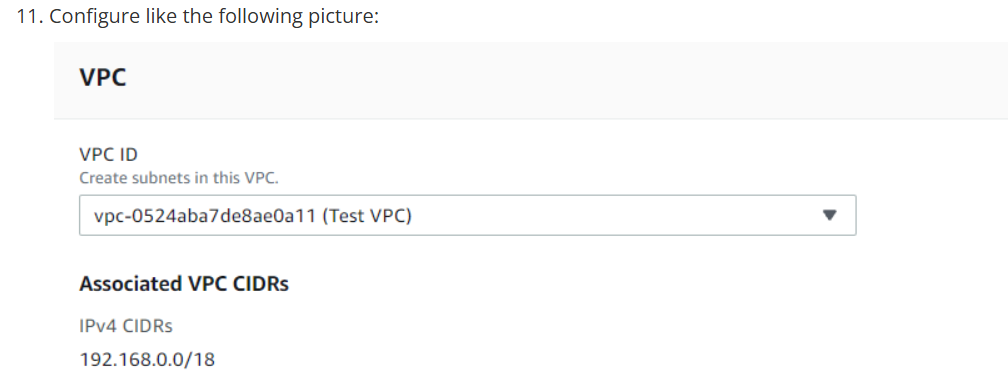 11. Configure like the following picture:
VPC
VPC ID
Create subnets in this VPC.
vpc-0524aba7de8ae0a11 (Test VPC)
Associated VPC CIDRs
IPv4 CIDRs
192.168.0.0/18